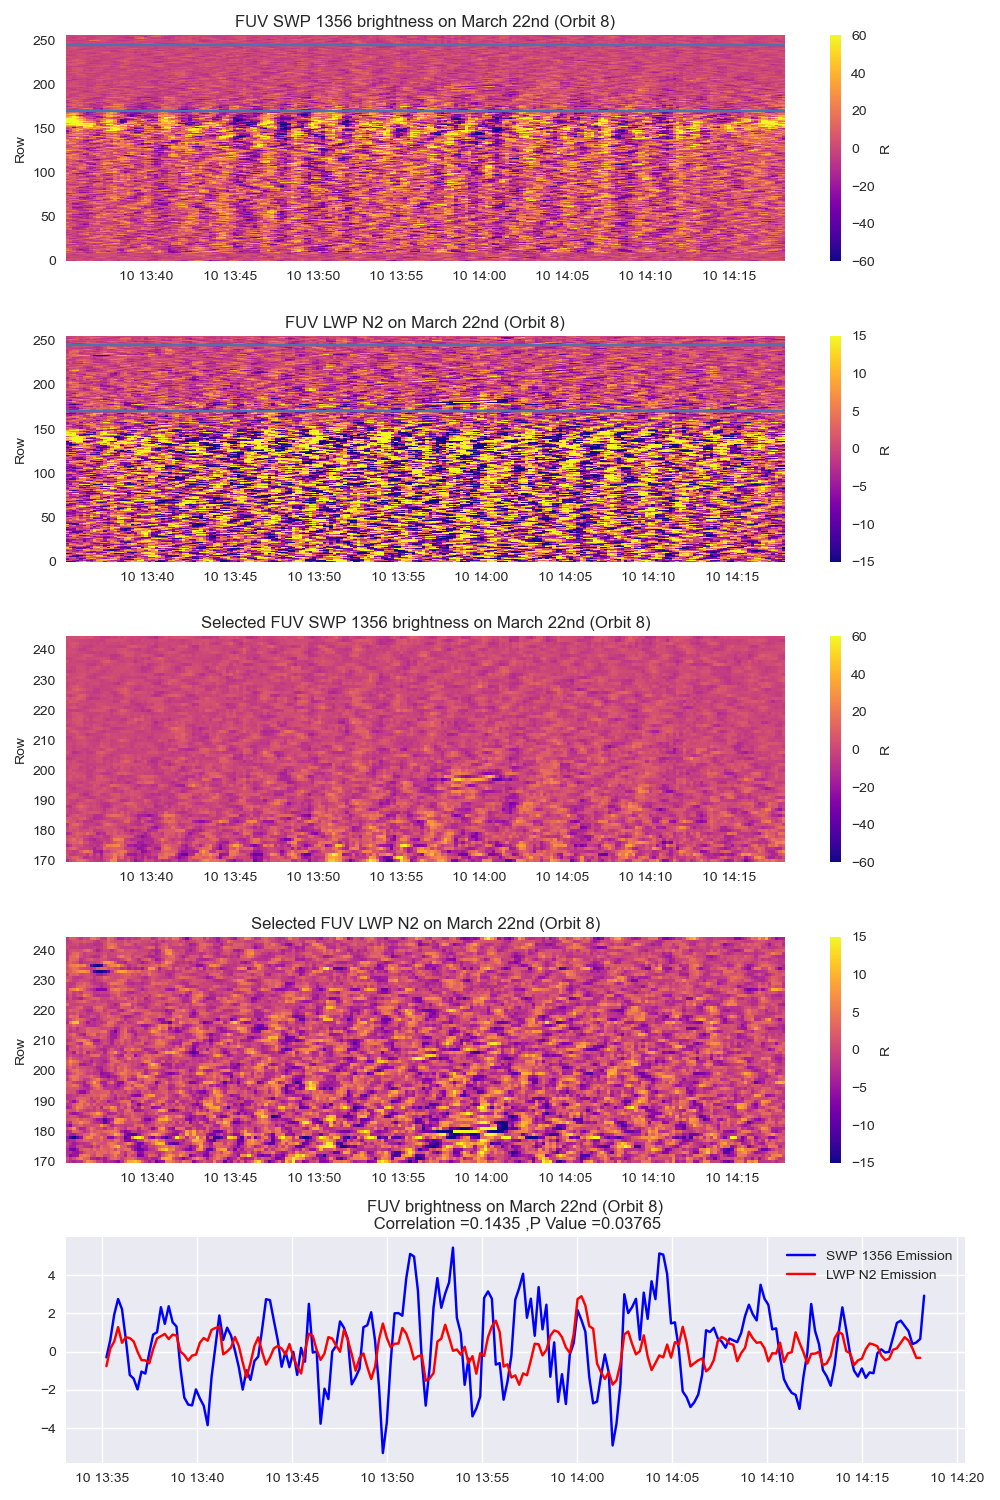 FUV SWP 1356 brightness on March 22nd (Orbit 8)
250
200
150
100
50
0
Row
10 13:40 10 13:45 10 13:50 10 13:55 10 14:00 10 14:05 10 14:10 10 14:15
60
40
20
0
−20
−40
−60
R
FUV LWP N2 on March 22nd (Orbit 8)
250
200
150
100
50
0
Row
10 13:40 10 13:45 10 13:50 10 13:55 10 14:00 10 14:05 10 14:10 10 14:15
15
10
5
0
−5
−10
−15
R
Selected FUV SWP 1356 brightness on March 22nd (Orbit 8)
240
230
220
210
200
190
180
170
Row
10 13:40 10 13:45 10 13:50 10 13:55 10 14:00 10 14:05 10 14:10 10 14:15
60
40
20
0
−20
−40
−60
R
Selected FUV LWP N2 on March 22nd (Orbit 8)
240
230
220
210
200
190
180
170
Row
10 13:40 10 13:45 10 13:50 10 13:55 10 14:00 10 14:05 10 14:10 10 14:15
15
10
5
0
−5
−10
−15
R
FUV brightness on March 22nd (Orbit 8)
Correlation =0.1435 ,P Value =0.03765
SWP 1356 Emission
LWP N2 Emission
4
2
0
−2
−4
10 13:35 10 13:40 10 13:45 10 13:50 10 13:55 10 14:00 10 14:05 10 14:10 10 14:15 10 14:20